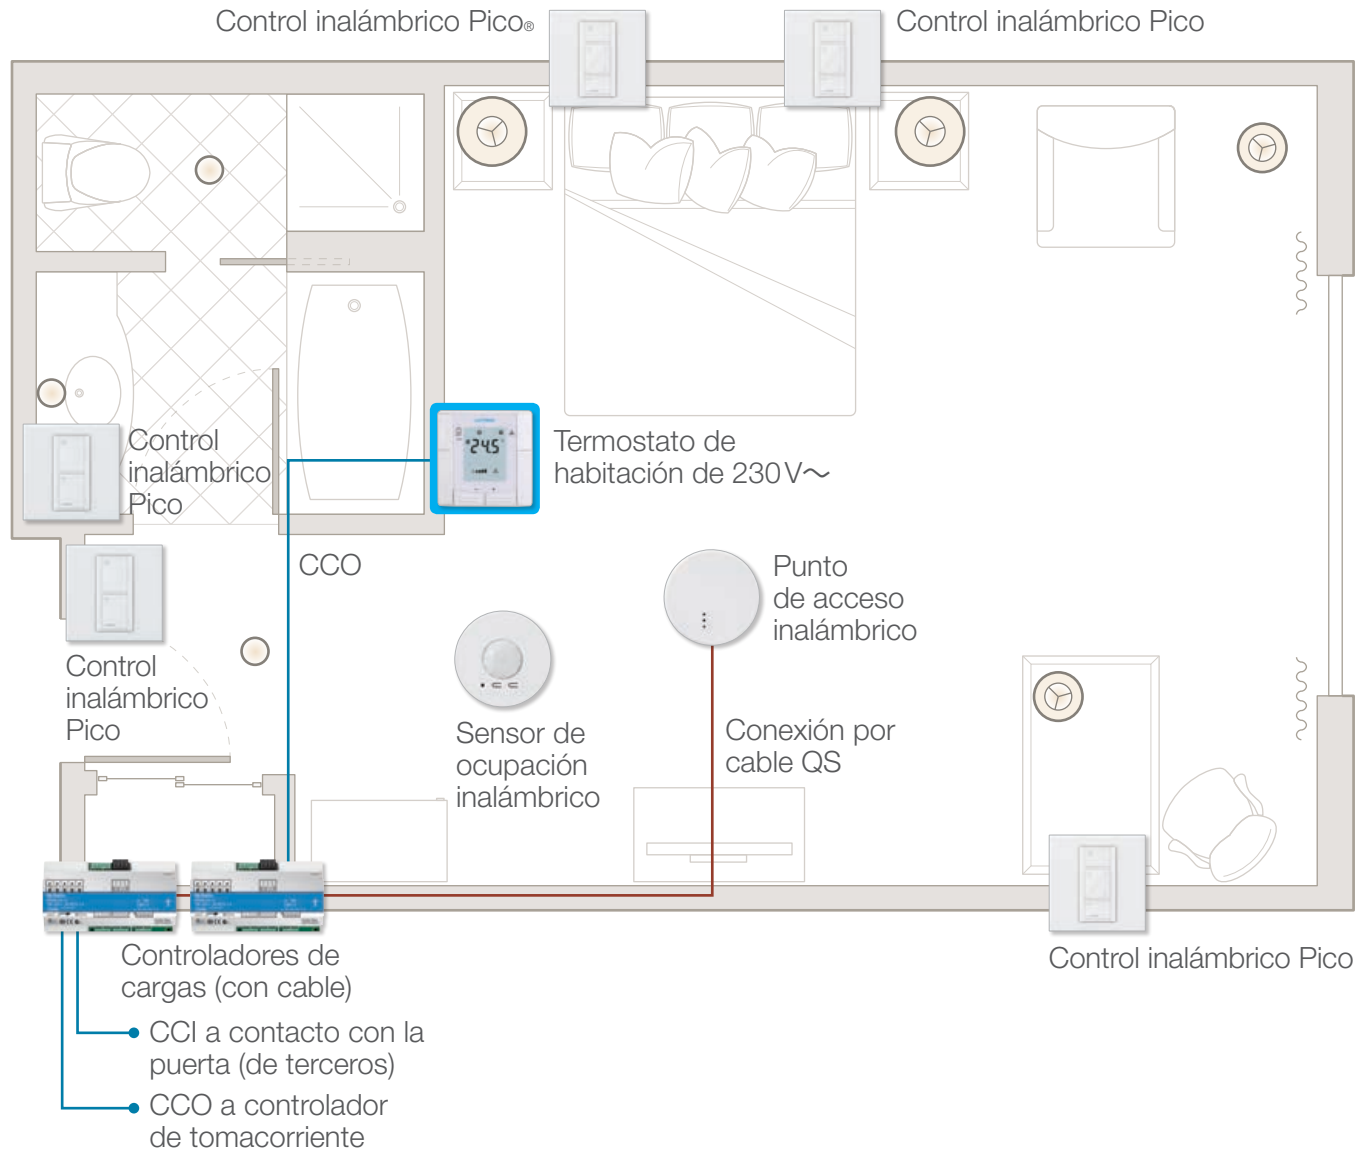 Control inalámbrico Pico®
Control inalámbrico Pico
24.5
Termostato de
habitación de 230 V~
Control
inalámbrico
Pico
CCO
Punto
de acceso
inalámbrico
Control
inalámbrico
Pico
Sensor de
ocupación
inalámbrico
Conexión por
cable QS
Controladores de
cargas (con cable)
Control inalámbrico Pico
CCI a contacto con la
puerta (de terceros)
CCO a controlador
de tomacorriente